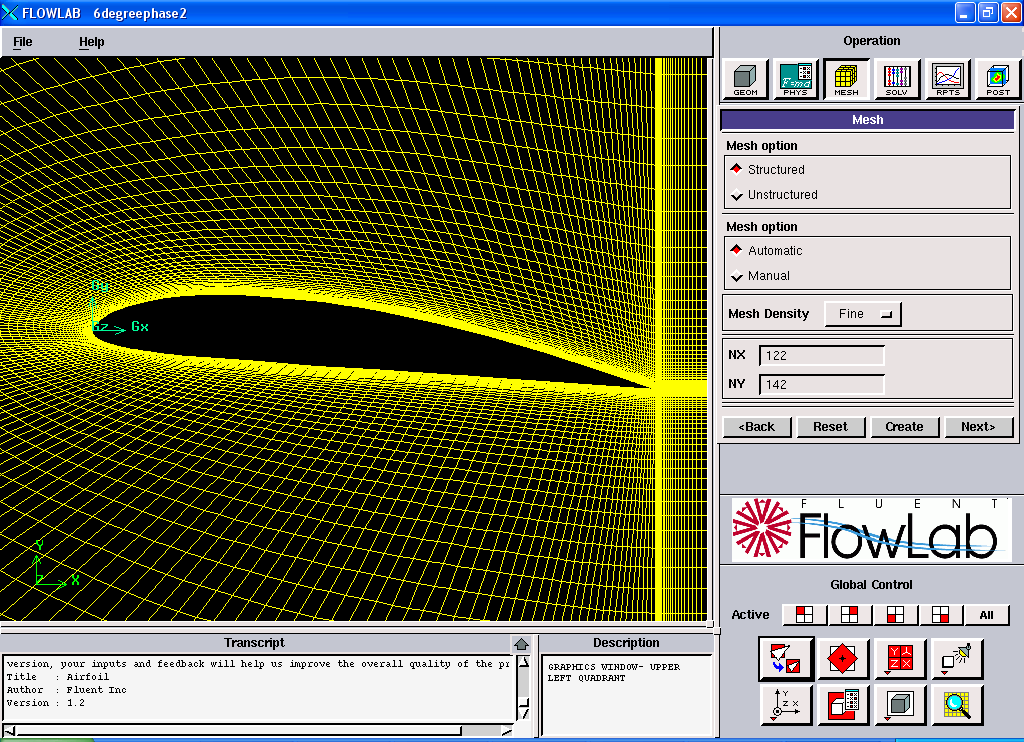 FLOWLAB 6degreephase2
File Help
Operation
GEOM PHYS MESH SOLV RPTS POST
F=ma
Mesh
Mesh option
Structured
Unstructured
Mesh option
Automatic
Manual
Mesh Density Fine
NX 122
NY 142
<Back Reset Create Next>
FLUENT
FlowLab
Global Control
Active All
Gx
Z
Y
X
Transcript
version, your inputs and feedback will help us improve the overall quality of the pr
Title : Airfoil
Author : Fluent Inc
Version : 1.2
Description
GRAPHICS WINDOW- UPPER
LEFT QUADRANT
Y
Z X
Y
Z X